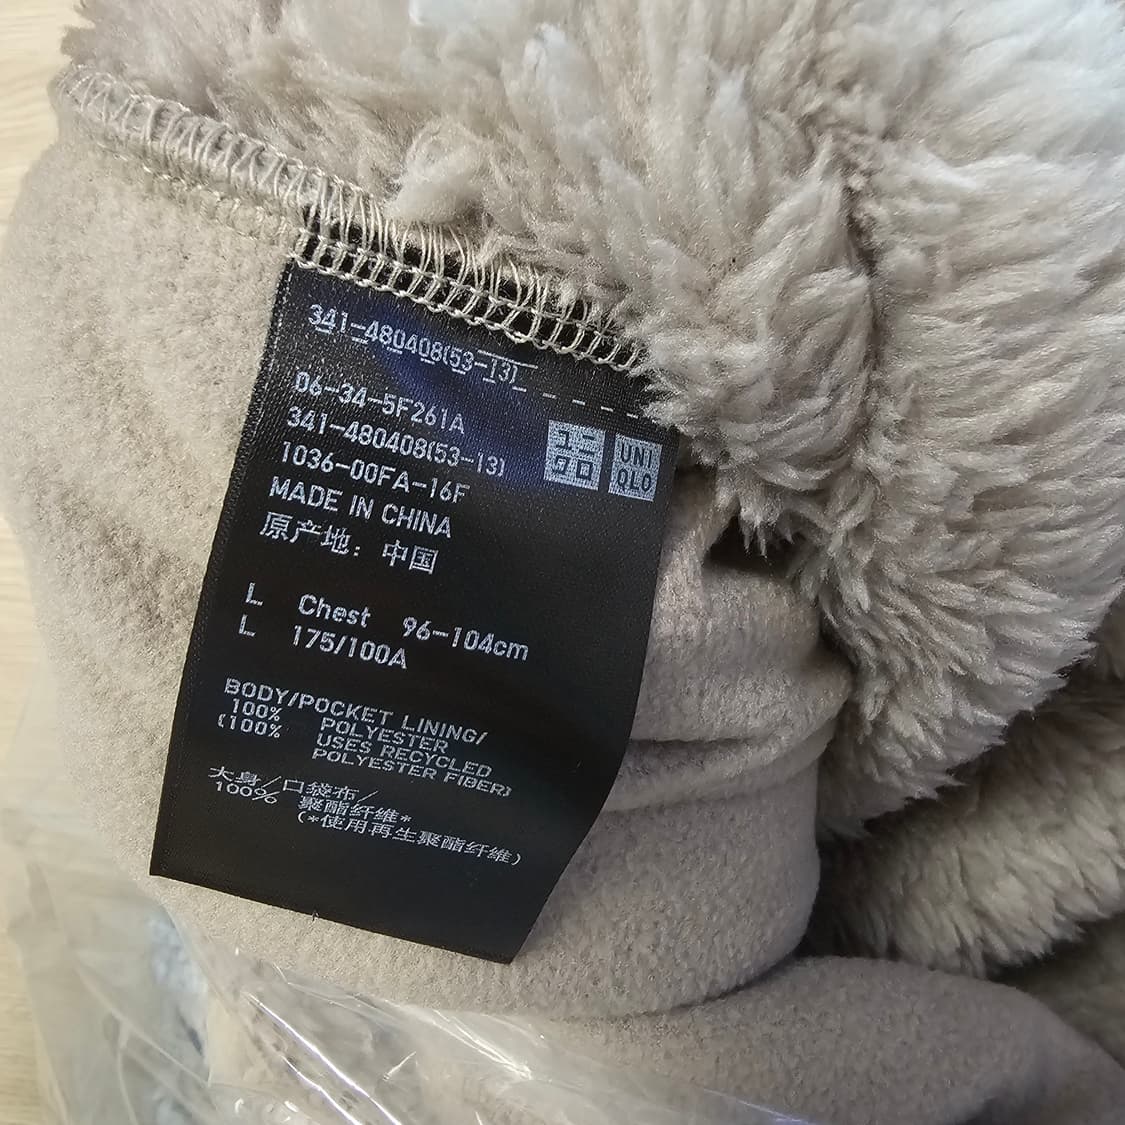 341-480408(53-13)
06-34-5F261A
341-480408(53-13)
1036-00FA-16F
MADE IN CHINA
原产地：中国
ユニ
クロ
UNI
QLO
L Chest 96-104cm
L 175/100A
BODY/POCKET LINING/
100% POLYESTER
(100% USES RECYCLED
POLYESTER FIBER)
大身/口袋布/
100% 聚酯纤维*
(*使用再生聚酯纤维)